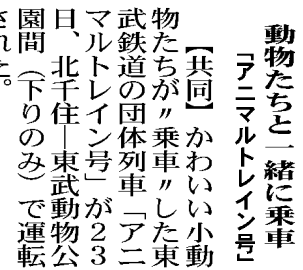 動物たちと一緒に乗車
「アニマルトレイン号」
【共同】かわいい小動
物たちが〃乗車〃した東
武鉄道の団体列車「アニ
マルトレイン号」が２３
日、北千住―東武動物公
園間（下りのみ）で運転
された。